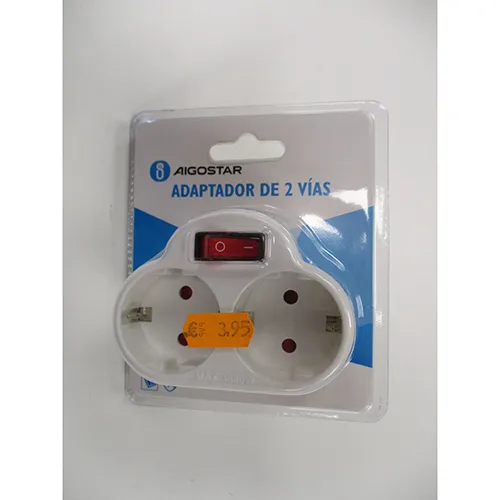 AIGOSTAR
ADAPTADOR DE 2 VÍAS
€ 3.95